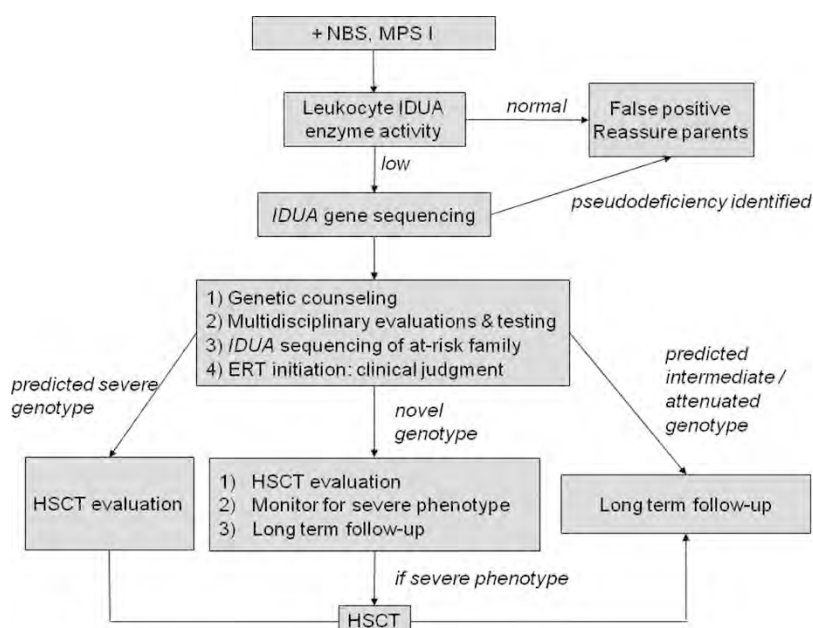 + NBS, MPS I
Leukocyte IDUA
enzyme activity
normal
False positive
Reassure parents
low
IDUA gene sequencing
pseudodeficiency identified
1) Genetic counseling
2) Multidisciplinary evaluations & testing
3) IDUA sequencing of at-risk family
4) ERT initiation: clinical judgment
predicted severe
genotype
novel
genotype
predicted
intermediate /
attenuated
genotype
HSCT evaluation
1) HSCT evaluation
2) Monitor for severe phenotype
3) Long term follow-up
Long term follow-up
if severe phenotype
HSCT